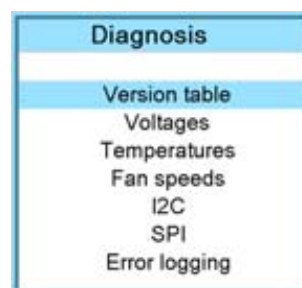 Diagnosis
Version table
Voltages
Temperatures
Fan speeds
I2C
SPI
Error logging